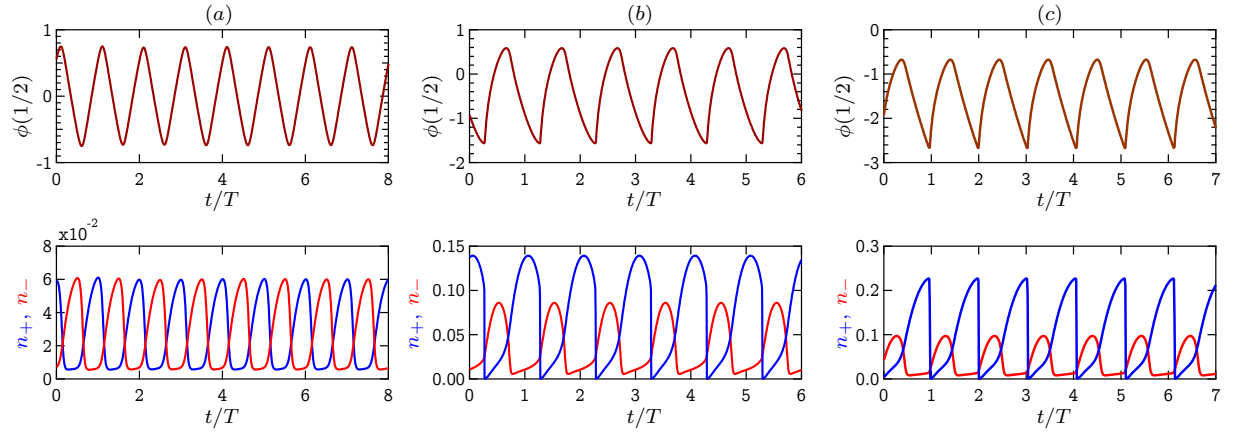 (a) (b) (c)
1
0
-1
ϕ(1/2)
0 2 4 6 8
t/T
1
0
-1
-2
ϕ(1/2)
0 1 2 3 4 5 6
t/T
0
-1
-2
-3
ϕ(1/2)
0 1 2 3 4 5 6 7
t/T
x10⁻²
8
6
4
2
0
n₊, n₋
0 2 4 6 8
t/T
0.15
0.10
0.05
0.00
n₊, n₋
0 1 2 3 4 5 6
t/T
0.3
0.2
0.1
0.0
n₊, n₋
0 1 2 3 4 5 6 7
t/T